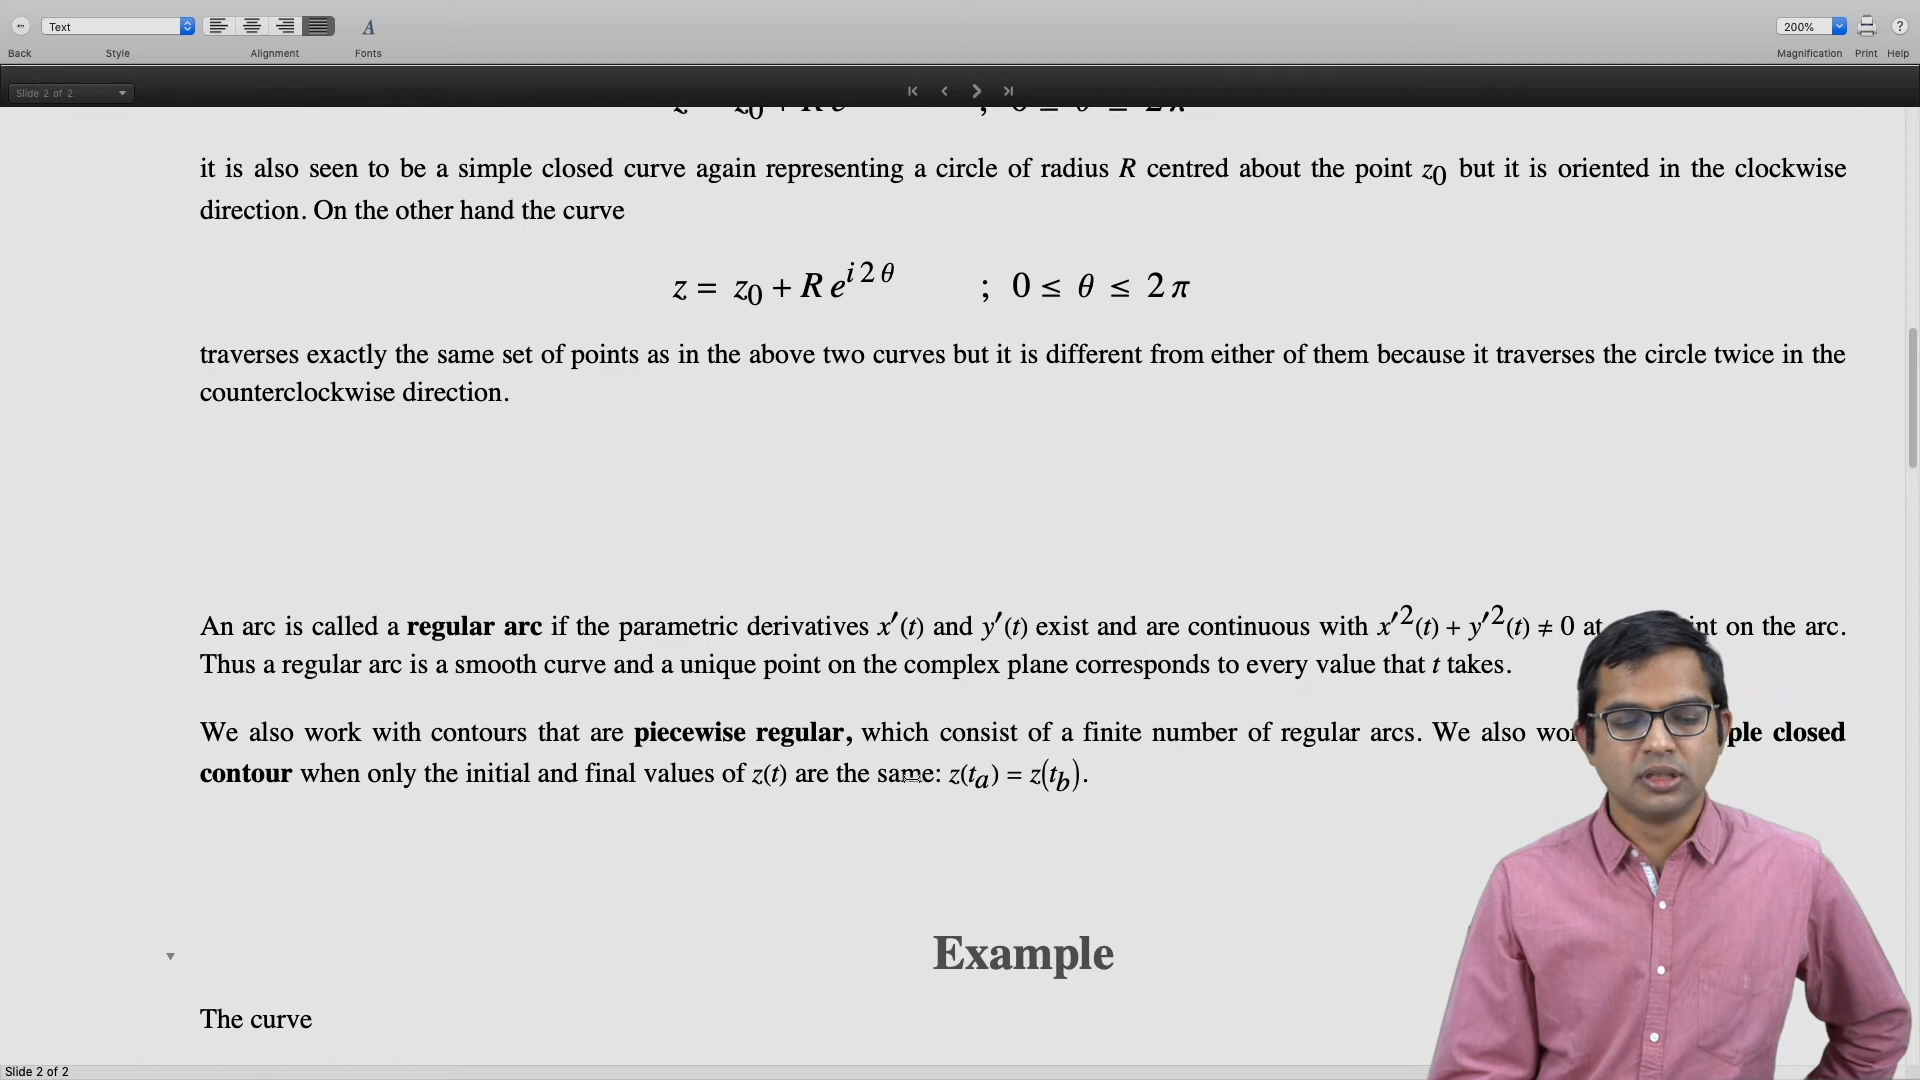 Text
200%
Back
Style
Alignment
Fonts
Magnification
Print
Help
Slide 2 of 2
it is also seen to be a simple closed curve again representing a circle of radius R centred about the point z₀ but it is oriented in the clockwise
direction. On the other hand the curve
z = z₀ + R e^{i 2 θ} ; 0 ≤ θ ≤ 2 π
traverses exactly the same set of points as in the above two curves but it is different from either of them because it traverses the circle twice in the
counterclockwise direction.
An arc is called a regular arc if the parametric derivatives x′(t) and y′(t) exist and are continuous with x′²(t) + y′²(t) ≠ 0 at on the arc.
Thus a regular arc is a smooth curve and a unique point on the complex plane corresponds to every value that t takes.
We also work with contours that are piecewise regular, which consist of a finite number of regular arcs. We also closed
contour when only the initial and final values of z(t) are the same: z(tₐ) = z(t_b).
Example
The curve
Slide 2 of 2